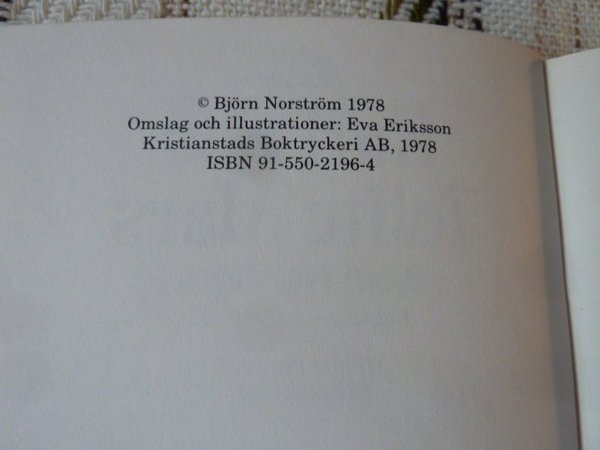 © Björn Norström 1978
Omslag och illustrationer: Eva Eriksson
Kristianstads Boktryckeri AB, 1978
ISBN 91-550-2196-4